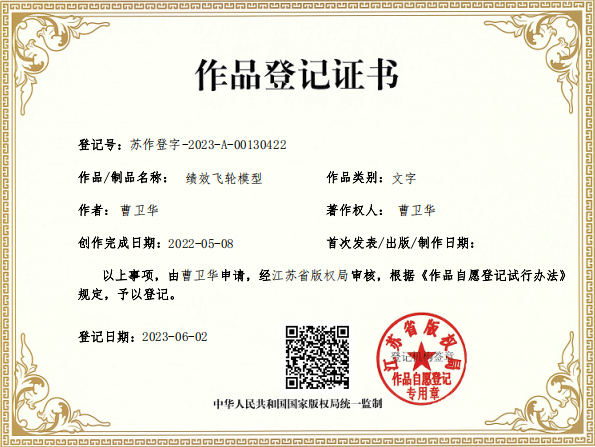 作品登记证书
登记号：苏作登字-2023-A-00130422
作品/制品名称： 绩效飞轮模型 作品类别：文字
作者：曹卫华 著作权人： 曹卫华
创作完成日期：2022-05-08 首次发表/出版/制作日期：
以上事项，由曹卫华申请，经江苏省版权局审核，根据《作品自愿登记试行办法》
规定，予以登记。
登记日期：2023-06-02
江苏省版权局
登记机构签章
作品自愿登记
专用章
中华人民共和国国家版权局统一监制